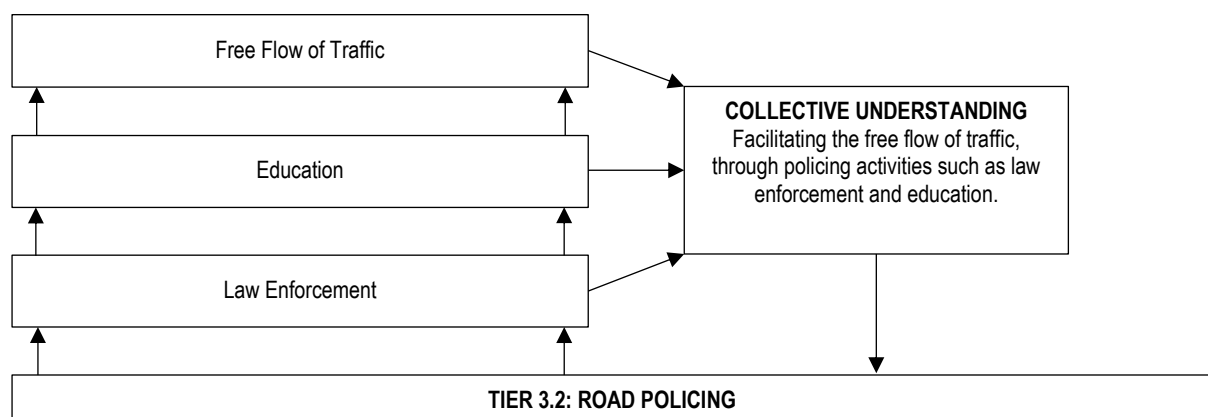 Free Flow of Traffic
COLLECTIVE UNDERSTANDING
Facilitating the free flow of traffic,
through policing activities such as law
enforcement and education.
Education
Law Enforcement
TIER 3.2: ROAD POLICING